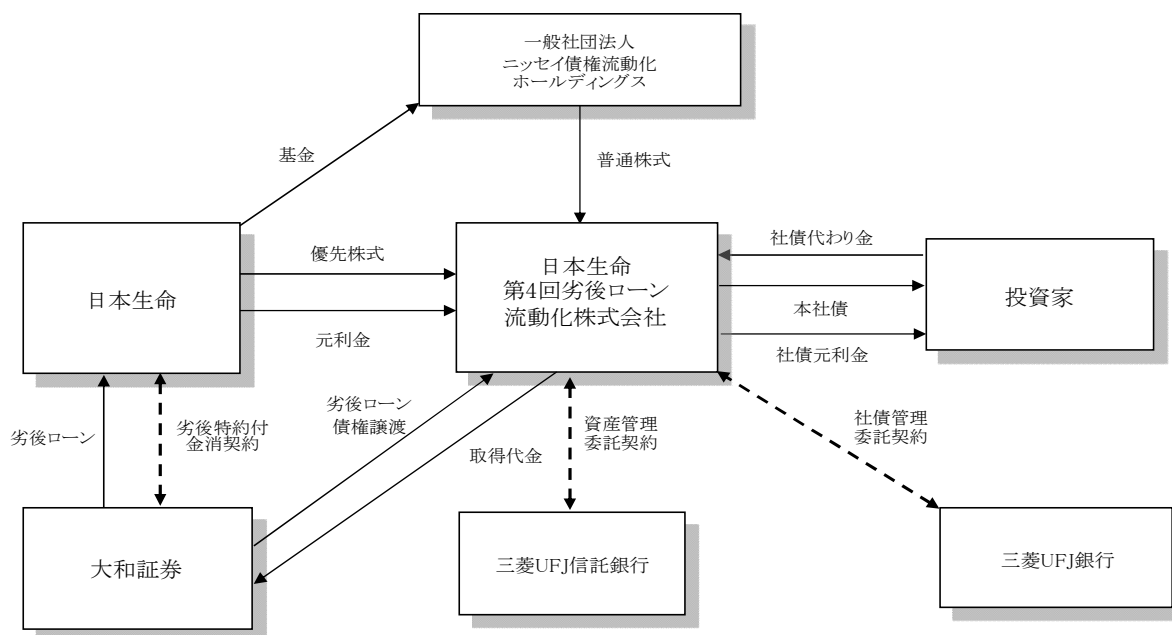 一般社団法人
ニッセイ債権流動化
ホールディングス
基金
普通株式
日本生命
優先株式
元利金
日本生命
第4回劣後ローン
流動化株式会社
社債代わり金
本社債
社債元利金
投資家
劣後ローン
劣後特約付
金消契約
劣後ローン
債権譲渡
取得代金
資産管理
委託契約
社債管理
委託契約
大和証券
三菱UFJ信託銀行
三菱UFJ銀行